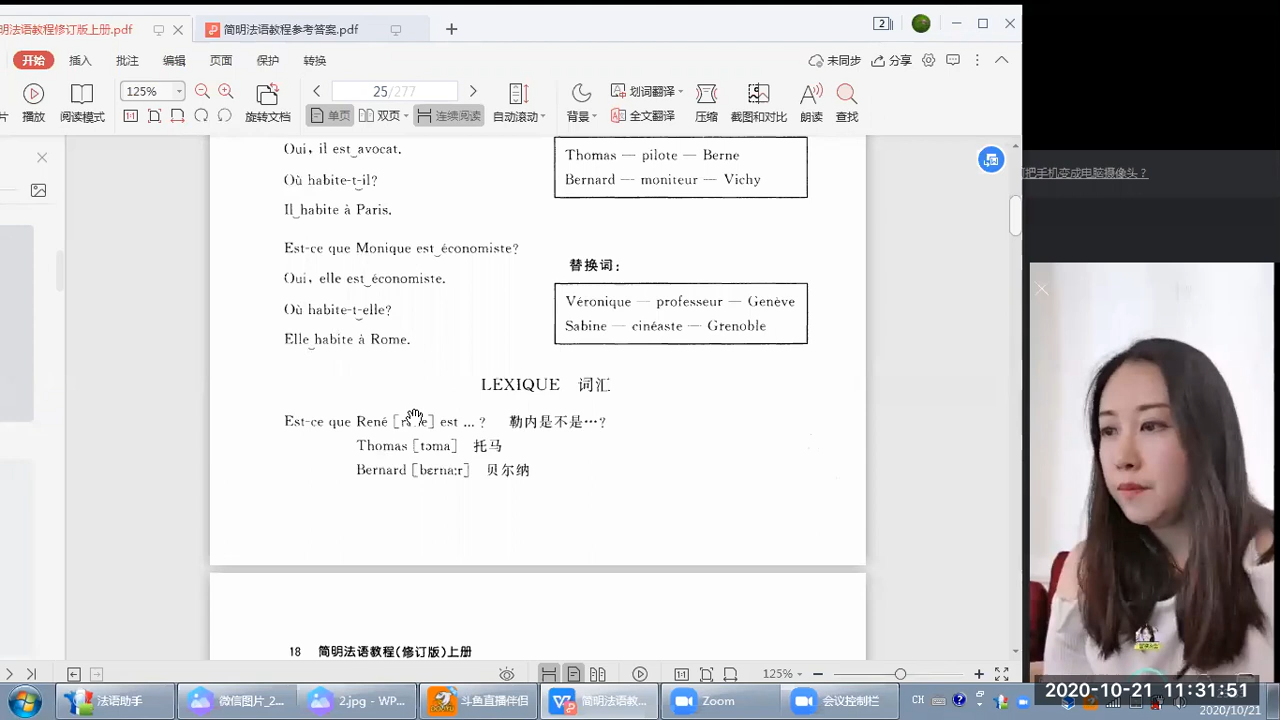 明法语教程修订版上册.pdf
简明法语教程参考答案.pdf
2
开始 插入 批注 编辑 页面 保护 转换
未同步 分享
125%
25/277
划词翻译
片 播放 阅读模式
旋转文档
单页 双页 连续阅读 自动滚动
背景 全文翻译 压缩 截图和对比 朗读 查找
Oui, il est‿avocat.
Où habite-t‿il?
Il‿habite à Paris.
Thomas — pilote — Berne
Bernard — moniteur — Vichy
Est-ce que Monique est‿économiste?
Oui, elle est‿économiste.
Où habite-t‿elle?
Elle‿habite à Rome.
替换词：
Véronique — professeur — Genève
Sabine — cinéaste — Grenoble
LEXIQUE 词汇
Est-ce que René est … ? 勒内是不是…?
Thomas [tɔma] 托马
Bernard [bɛrna:r] 贝尔纳
18 简明法语教程(修订版)上册
125%
把手机变成电脑摄像头？
法语助手
微信图片_2...
2.jpg - WP...
斗鱼直播伴侣
简明法语教...
Zoom
会议控制栏
CH
2020-10-21 11:31:51
2020/10/21